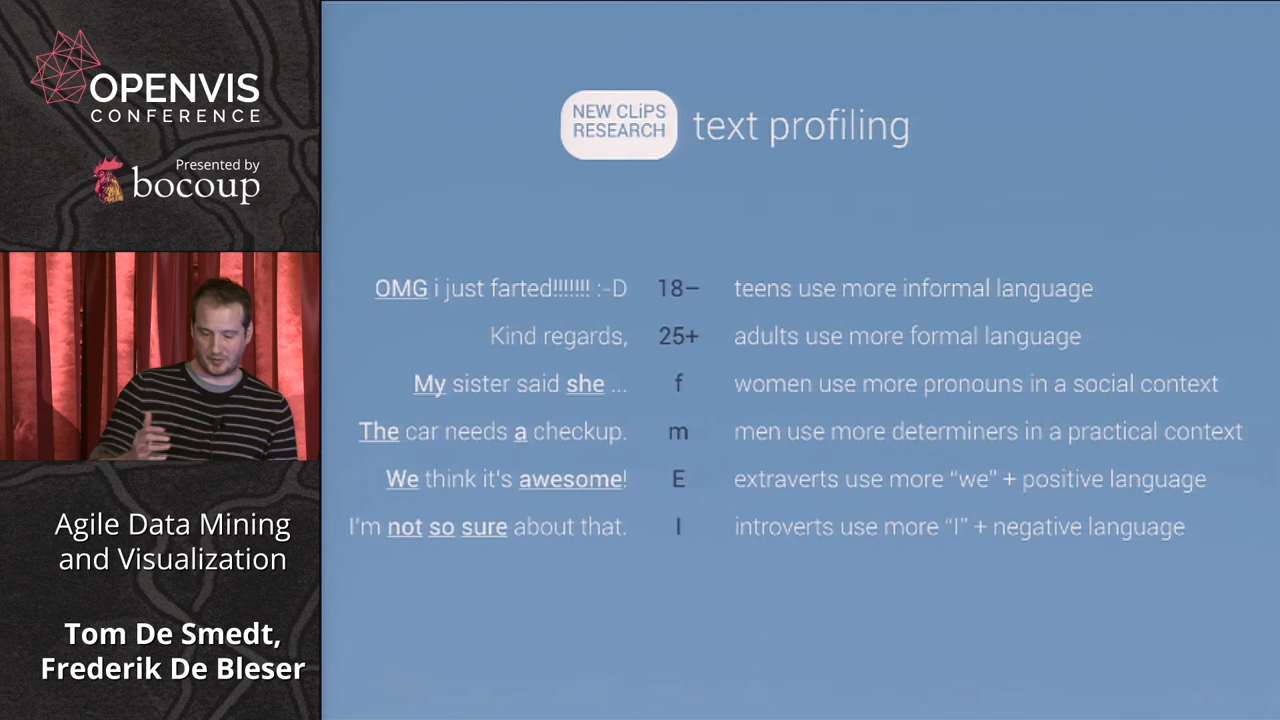 OPENVIS
CONFERENCE
Presented by
bocoup
Agile Data Mining
and Visualization
Tom De Smedt,
Frederik De Bleser
NEW CLiPS
RESEARCH
text profiling
OMG i just farted!!!!!!! :-D 18– teens use more informal language
Kind regards, 25+ adults use more formal language
My sister said she ... f women use more pronouns in a social context
The car needs a checkup. m men use more determiners in a practical context
We think it's awesome! E extraverts use more “we” + positive language
I'm not so sure about that. I introverts use more “I” + negative language